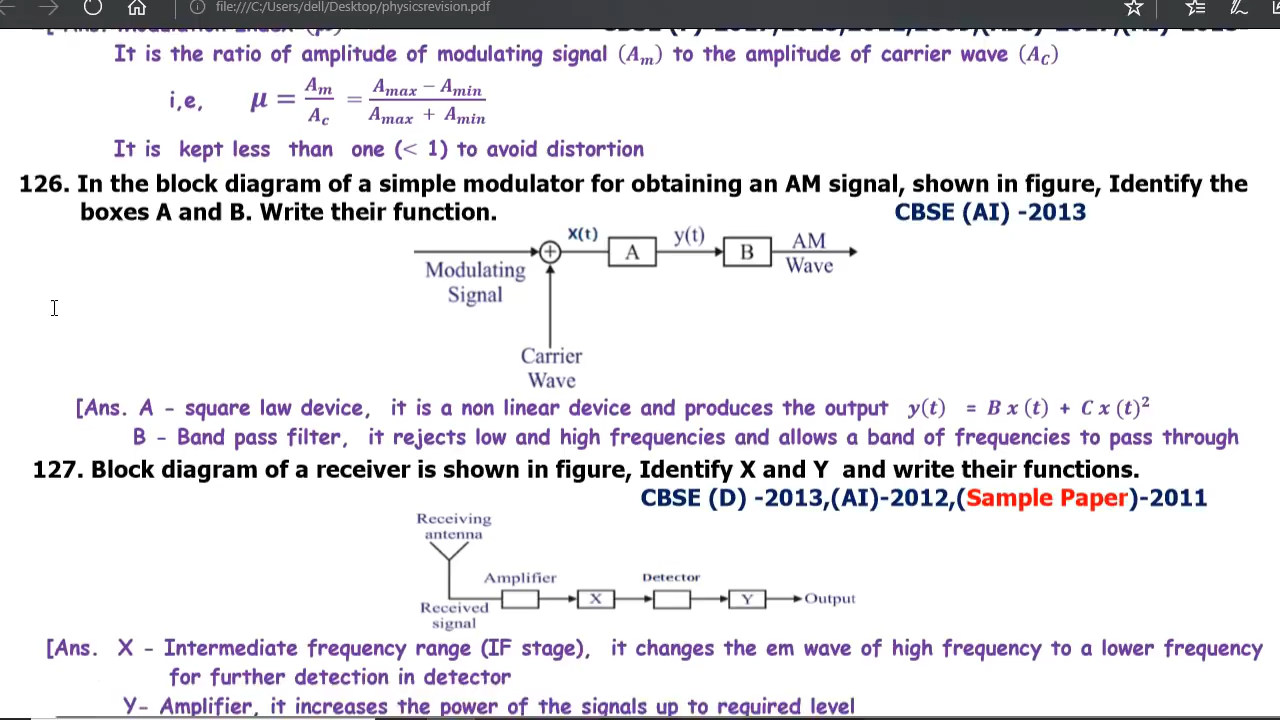 file:///C:/Users/dell/Desktop/physicsrevision.pdf
It is the ratio of amplitude of modulating signal (Am) to the amplitude of carrier wave (AC)
i,e, μ = Am/Ac = Amax − Amin / Amax + Amin
It is kept less than one (< 1) to avoid distortion
126. In the block diagram of a simple modulator for obtaining an AM signal, shown in figure, Identify the
boxes A and B. Write their function. CBSE (AI) -2013
X(t) A y(t) B AM
Wave
Modulating
Signal
Carrier
Wave
[Ans. A - square law device, it is a non linear device and produces the output y(t) = B x (t) + C x (t)²
B - Band pass filter, it rejects low and high frequencies and allows a band of frequencies to pass through
127. Block diagram of a receiver is shown in figure, Identify X and Y and write their functions.
CBSE (D) -2013,(AI)-2012,(Sample Paper)-2011
Receiving
antenna
Amplifier Detector
X Y Output
Received
signal
[Ans. X - Intermediate frequency range (IF stage), it changes the em wave of high frequency to a lower frequency
for further detection in detector
Y- Amplifier, it increases the power of the signals up to required level